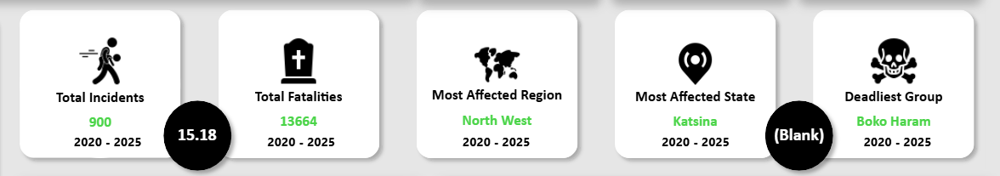 Total Incidents
900
2020 - 2025
15.18
Total Fatalities
13664
2020 - 2025
Most Affected Region
North West
2020 - 2025
Most Affected State
Katsina
2020 - 2025
(Blank)
Deadliest Group
Boko Haram
2020 - 2025